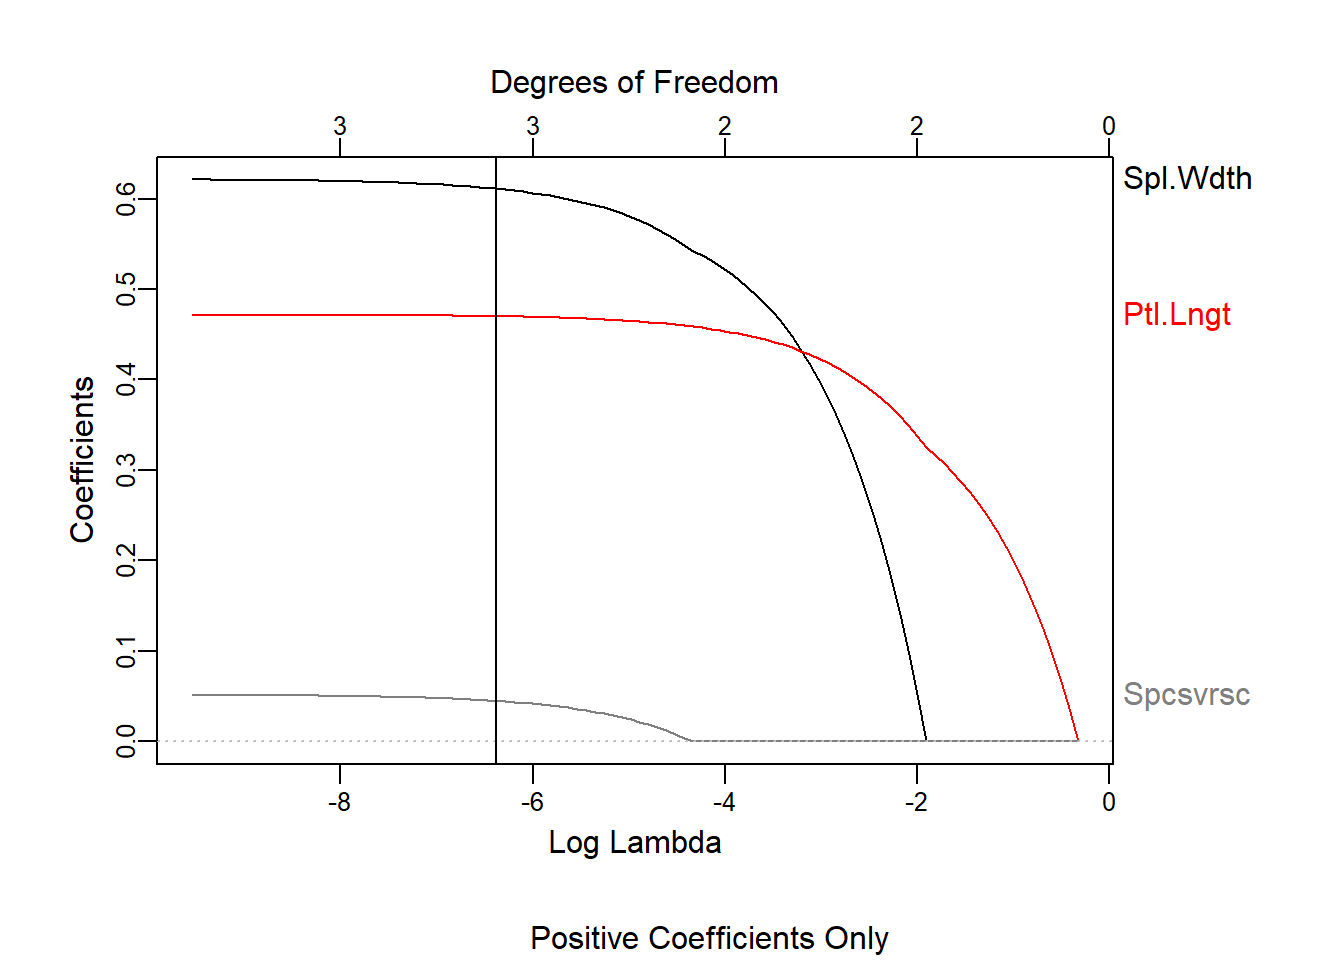 Degrees of Freedom
3 3 2 2 0
Spl.Wdth
Ptl.Lngt
Spcsvrsc
Coefficients
0.6
0.5
0.4
0.3
0.2
0.1
0.0
-8 -6 -4 -2 0
Log Lambda
Positive Coefficients Only